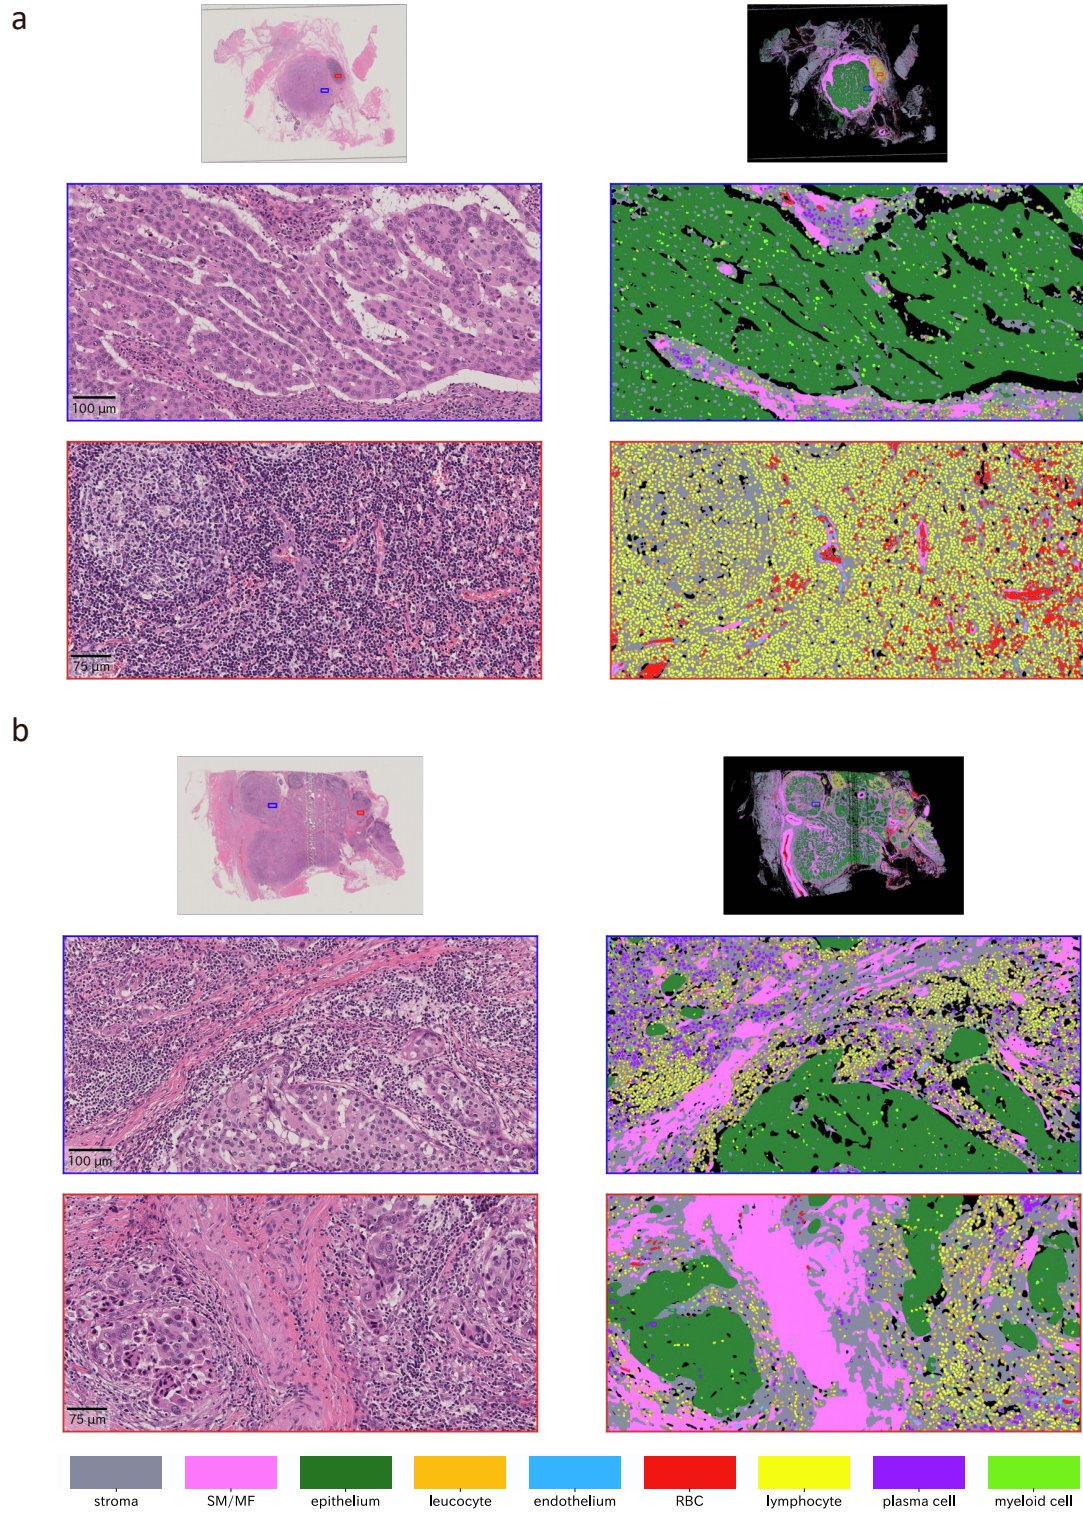 a
100 µm
75 µm
b
100 µm
75 µm
stroma SM/MF epithelium leucocyte endothelium RBC lymphocyte plasma cell myeloid cell